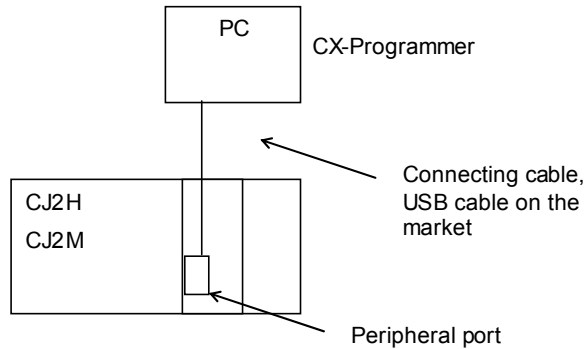 PC
CX-Programmer
Connecting cable,
USB cable on the
market
CJ2H
CJ2M
Peripheral port